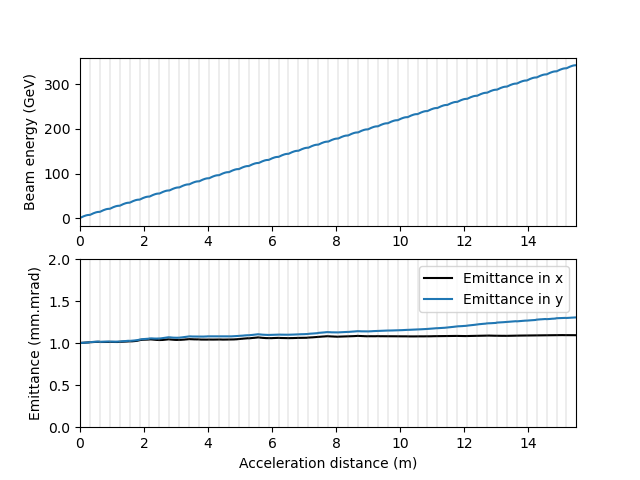 300
200
100
0
Beam energy (GeV)
0 2 4 6 8 10 12 14
2.0
1.5
1.0
0.5
0.0
Emittance (mm.mrad)
Emittance in x
Emittance in y
0 2 4 6 8 10 12 14
Acceleration distance (m)